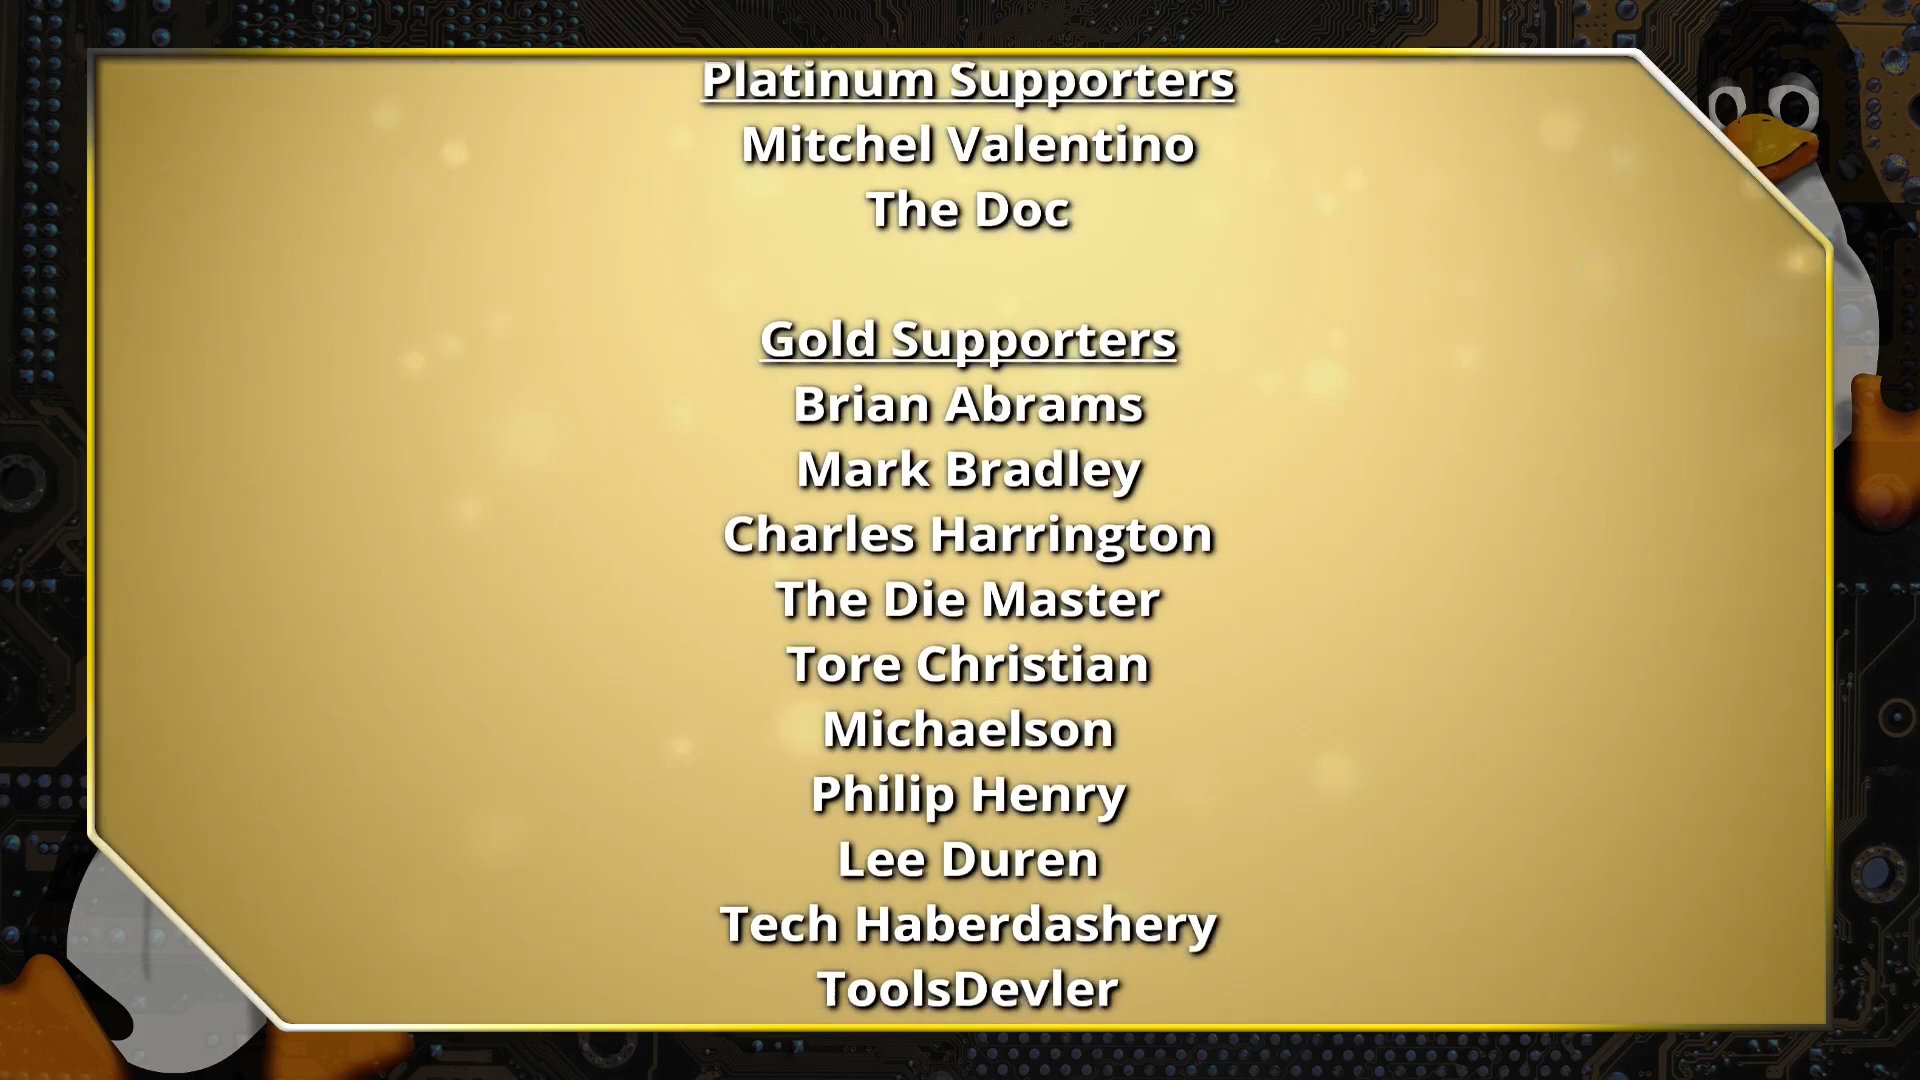 Platinum Supporters
Mitchel Valentino
The Doc
Gold Supporters
Brian Abrams
Mark Bradley
Charles Harrington
The Die Master
Tore Christian
Michaelson
Philip Henry
Lee Duren
Tech Haberdashery
ToolsDevler